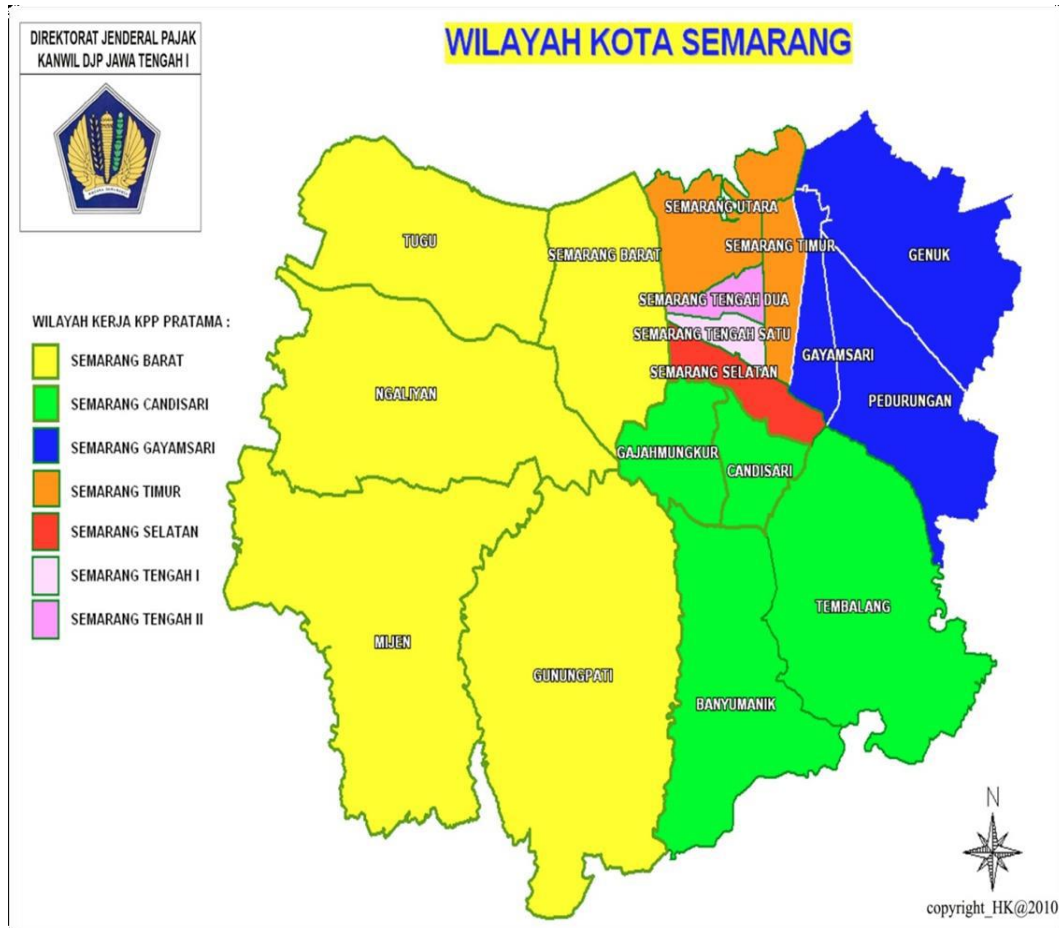 DIREKTORAT JENDERAL PAJAK
KANWIL DJP JAWA TENGAH I
WILAYAH KOTA SEMARANG
SEMARANG UTARA
TUGU
SEMARANG BARAT
SEMARANG TIMUR
GENUK
SEMARANG TENGAH DUA
SEMARANG TENGAH SATU
GAYAMSARI
SEMARANG SELATAN
NGALIYAN
PEDURUNGAN
GAJAHMUNGKUR
CANDISARI
TEMBALANG
MIJEN
GUNUNGPATI
BANYUMANIK
WILAYAH KERJA KPP PRATAMA :
SEMARANG BARAT
SEMARANG CANDISARI
SEMARANG GAYAMSARI
SEMARANG TIMUR
SEMARANG SELATAN
SEMARANG TENGAH I
SEMARANG TENGAH II
N
copyright_HK@2010